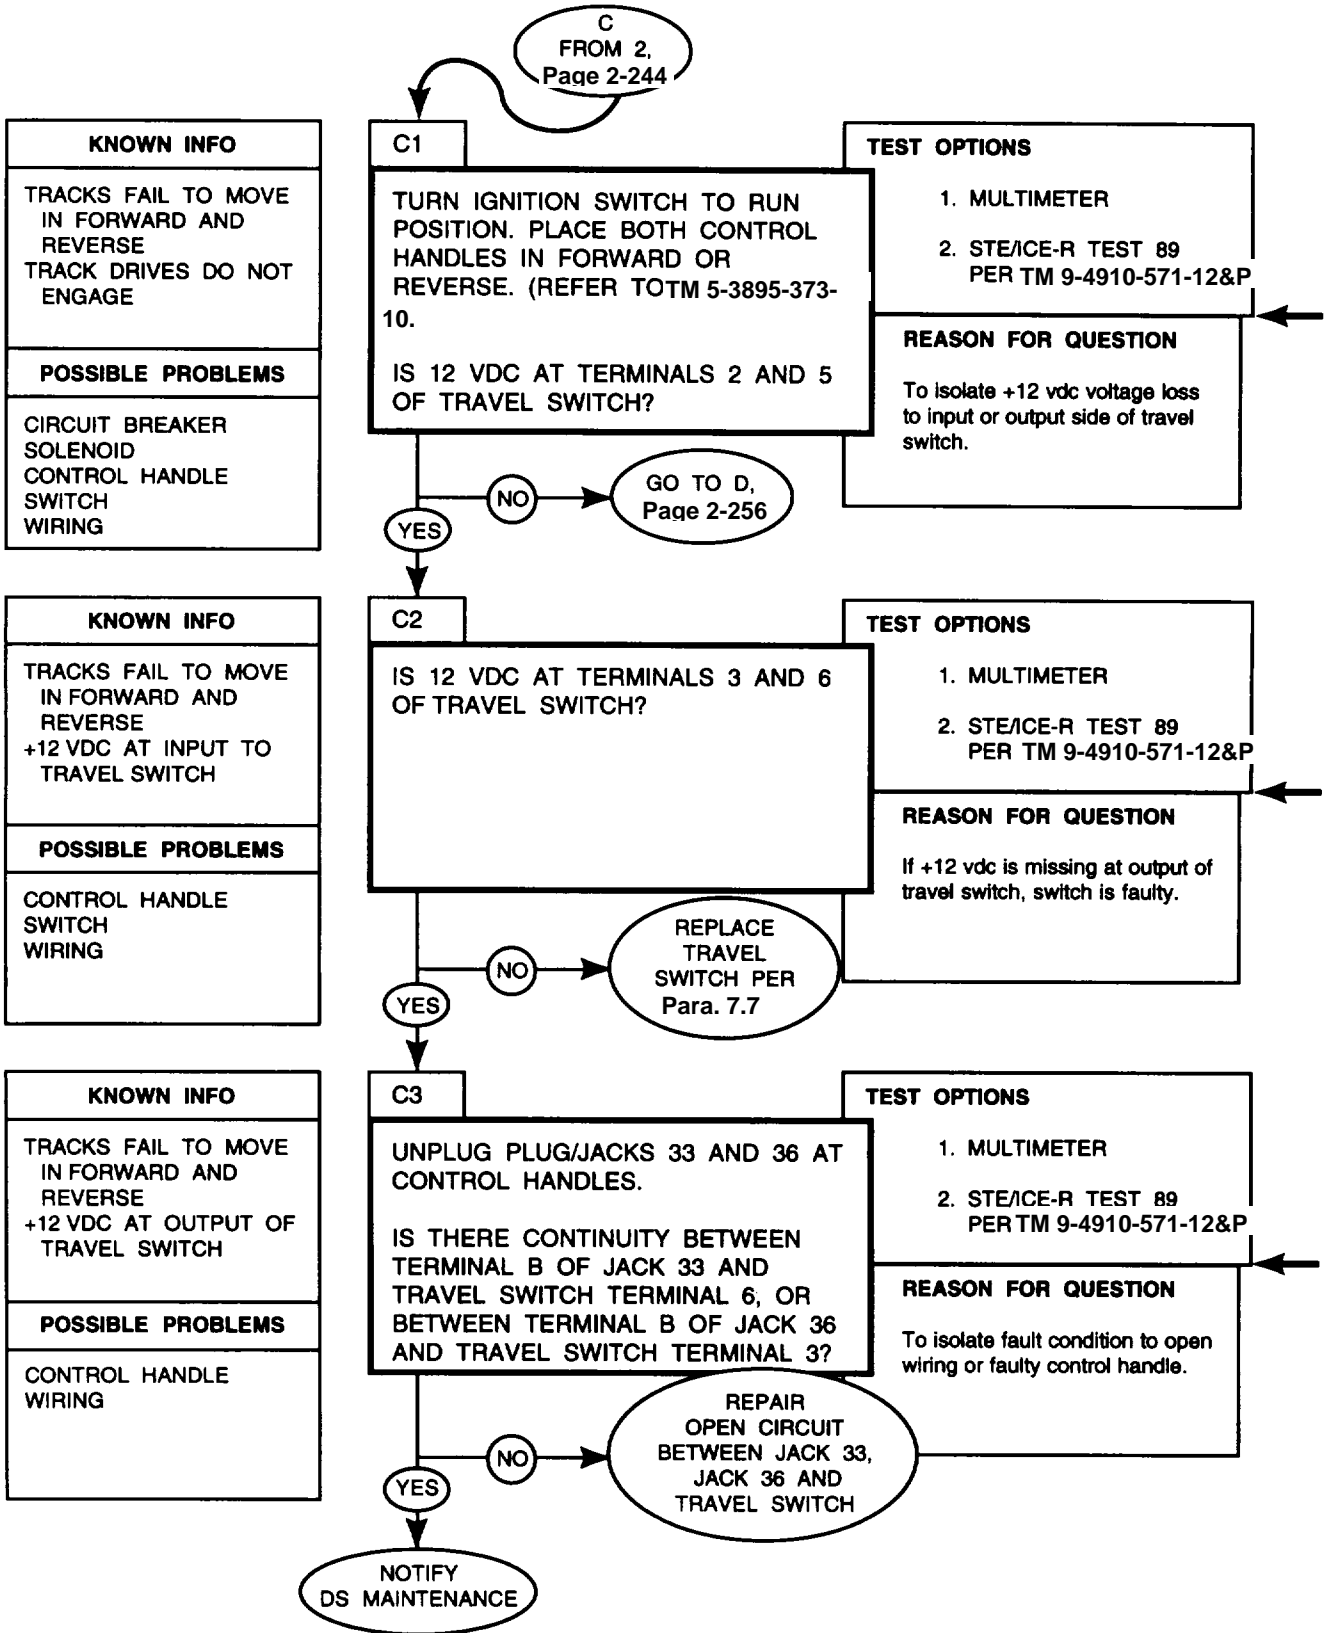 C
FROM 2,
Page 2-244
KNOWN INFO
TRACKS FAIL TO MOVE
IN FORWARD AND
REVERSE
TRACK DRIVES DO NOT
ENGAGE
POSSIBLE PROBLEMS
CIRCUIT BREAKER
SOLENOID
CONTROL HANDLE
SWITCH
WIRING
C1
TURN IGNITION SWITCH TO RUN
POSITION. PLACE BOTH CONTROL
HANDLES IN FORWARD OR
REVERSE. (REFER TO TM 5-3895-373-
10.
IS 12 VDC AT TERMINALS 2 AND 5
OF TRAVEL SWITCH?
TEST OPTIONS
1. MULTIMETER
2. STE/ICE-R TEST 89
PER TM 9-4910-571-12&P
REASON FOR QUESTION
To isolate +12 vdc voltage loss
to input or output side of travel
switch.
NO
GO TO D,
Page 2-256
YES
KNOWN INFO
TRACKS FAIL TO MOVE
IN FORWARD AND
REVERSE
+12 VDC AT INPUT TO
TRAVEL SWITCH
POSSIBLE PROBLEMS
CONTROL HANDLE
SWITCH
WIRING
C2
IS 12 VDC AT TERMINALS 3 AND 6
OF TRAVEL SWITCH?
TEST OPTIONS
1. MULTIMETER
2. STE/ICE-R TEST 89
PER TM 9-4910-571-12&P
REASON FOR QUESTION
If +12 vdc is missing at output of
travel switch, switch is faulty.
NO
REPLACE
TRAVEL
SWITCH PER
Para. 7.7
YES
KNOWN INFO
TRACKS FAIL TO MOVE
IN FORWARD AND
REVERSE
+12 VDC AT OUTPUT OF
TRAVEL SWITCH
POSSIBLE PROBLEMS
CONTROL HANDLE
WIRING
C3
UNPLUG PLUG/JACKS 33 AND 36 AT
CONTROL HANDLES.
IS THERE CONTINUITY BETWEEN
TERMINAL B OF JACK 33 AND
TRAVEL SWITCH TERMINAL 6, OR
BETWEEN TERMINAL B OF JACK 36
AND TRAVEL SWITCH TERMINAL 3?
TEST OPTIONS
1. MULTIMETER
2. STE/ICE-R TEST 89
PER TM 9-4910-571-12&P
REASON FOR QUESTION
To isolate fault condition to open
wiring or faulty control handle.
NO
REPAIR
OPEN CIRCUIT
BETWEEN JACK 33,
JACK 36 AND
TRAVEL SWITCH
YES
NOTIFY
DS MAINTENANCE